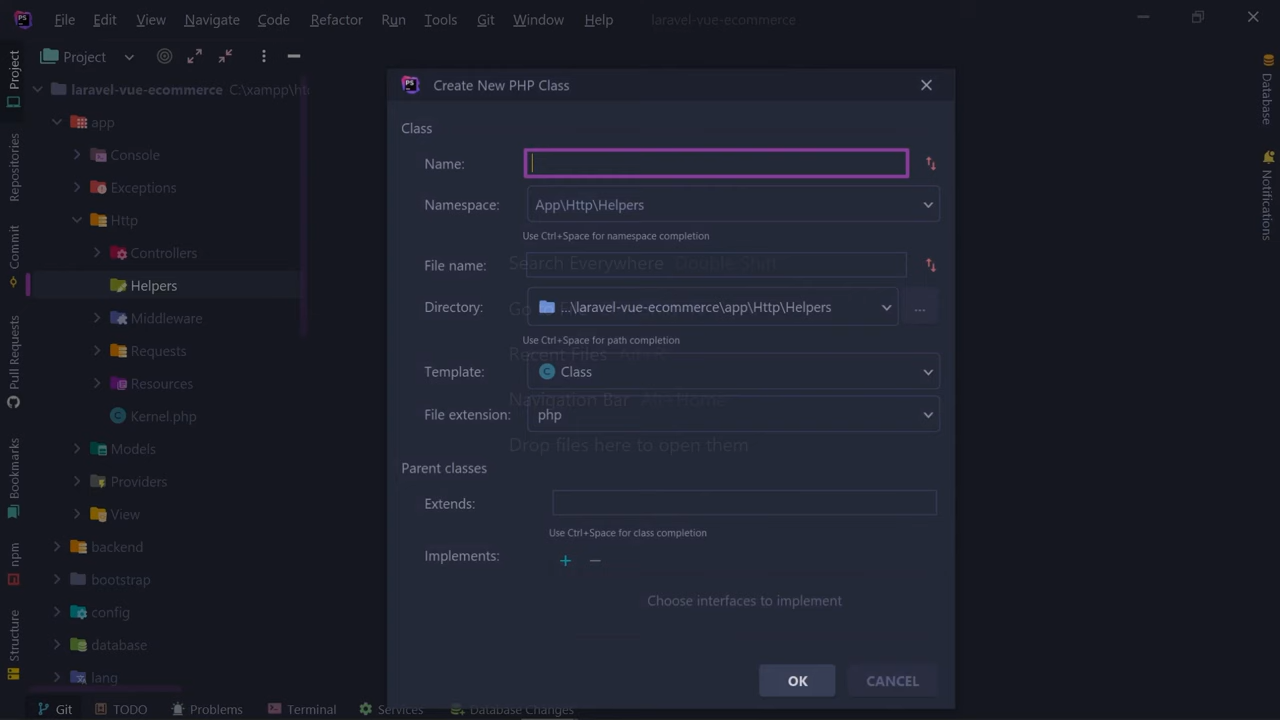 PS File Edit View Navigate Code Refactor Run Tools Git Window Help laravel-vue-ecommerce
Project
laravel-vue-ecommerce C:\xampp\htd
app
Console
Exceptions
Http
Controllers
Helpers
Middleware
Requests
Resources
Kernel.php
Models
Providers
View
backend
bootstrap
config
database
lang
Project
Repositories
Commit
Pull Requests
Bookmarks
npm
Structure
PS Create New PHP Class
Class
Name:
Namespace: App\Http\Helpers
Use Ctrl+Space for namespace completion
File name:
Search Everywhere Double Shift
Directory: ...\laravel-vue-ecommerce\app\Http\Helpers ...
Go
Use Ctrl+Space for path completion
Recent Files
Template: C Class
Navigation Bar Alt+Home
File extension: php
Drop files here to open them
Parent classes
Extends:
Use Ctrl+Space for class completion
Implements: + −
Choose interfaces to implement
OK CANCEL
Database
Notifications
Git TODO Problems Terminal Services Database Changes